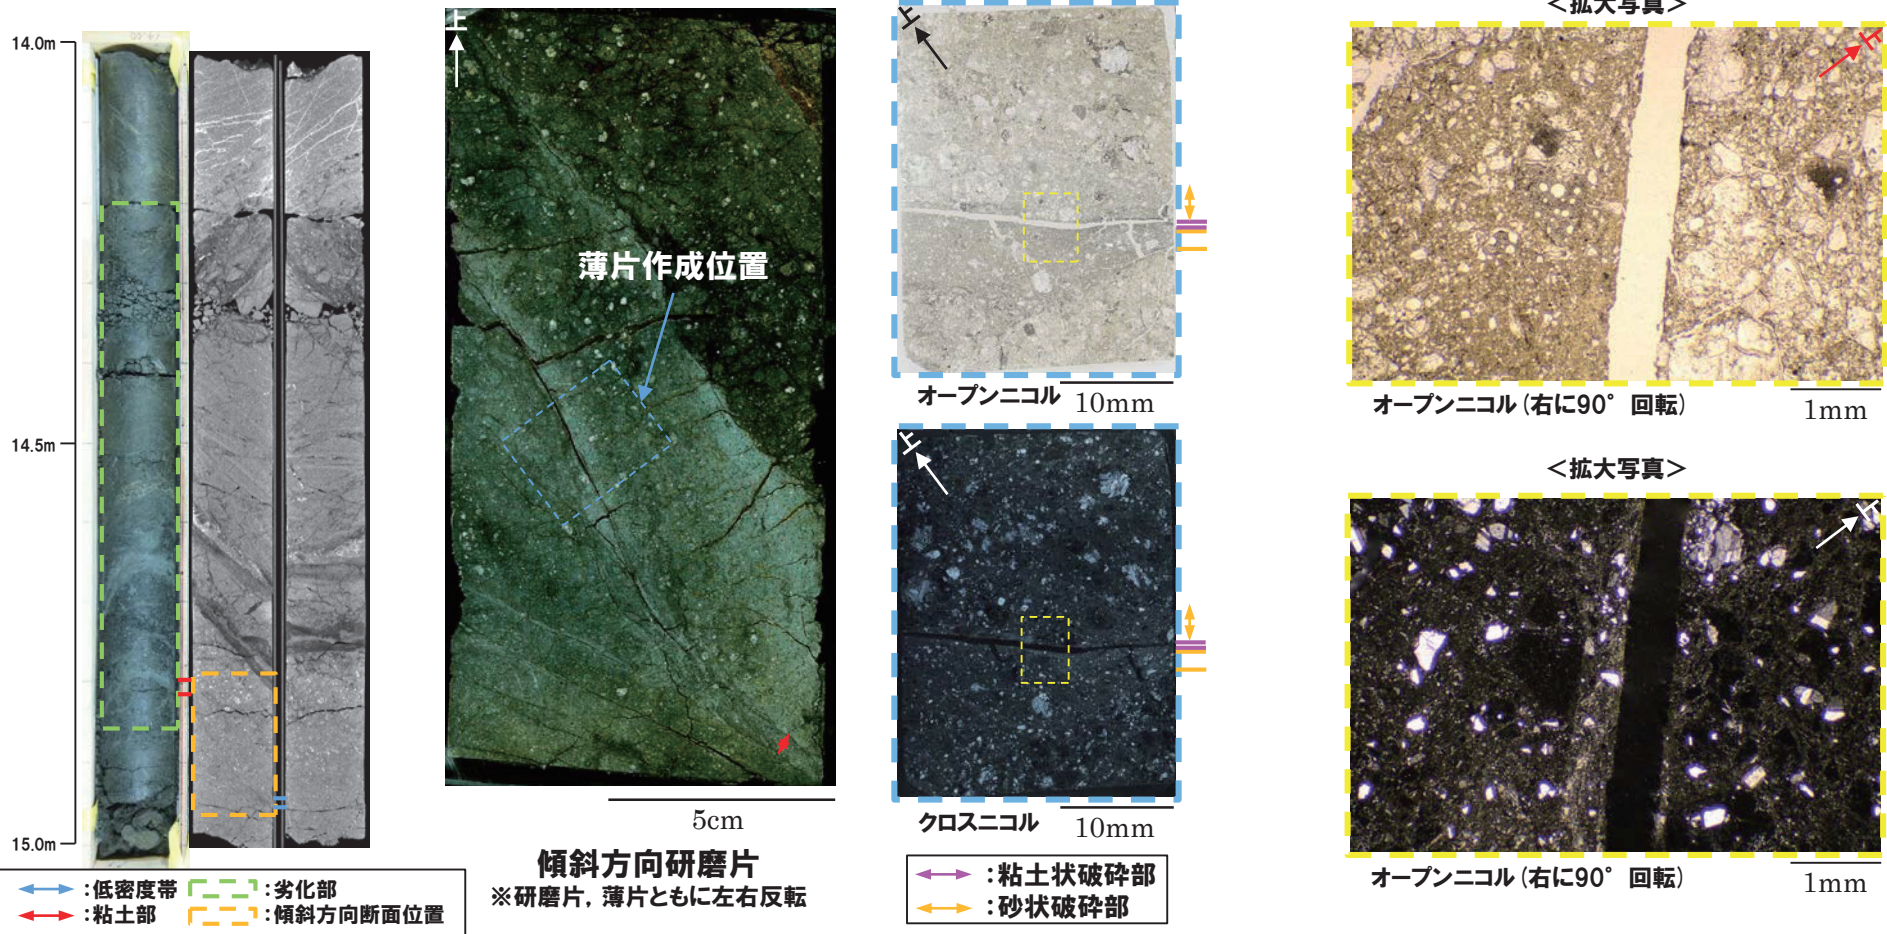 14.0m
14.5m
15.0m
:低密度帯
:劣化部
:粘土部
:傾斜方向断面位置
上
薄片作成位置
5cm
傾斜方向研磨片
※研磨片, 薄片ともに左右反転
上
オープンニコル
10mm
上
クロスニコル
10mm
:粘土状破砕部
:砂状破砕部
<拡大写真>
上
オープンニコル (右に90° 回転)
1mm
<拡大写真>
上
オープンニコル (右に90° 回転)
1mm